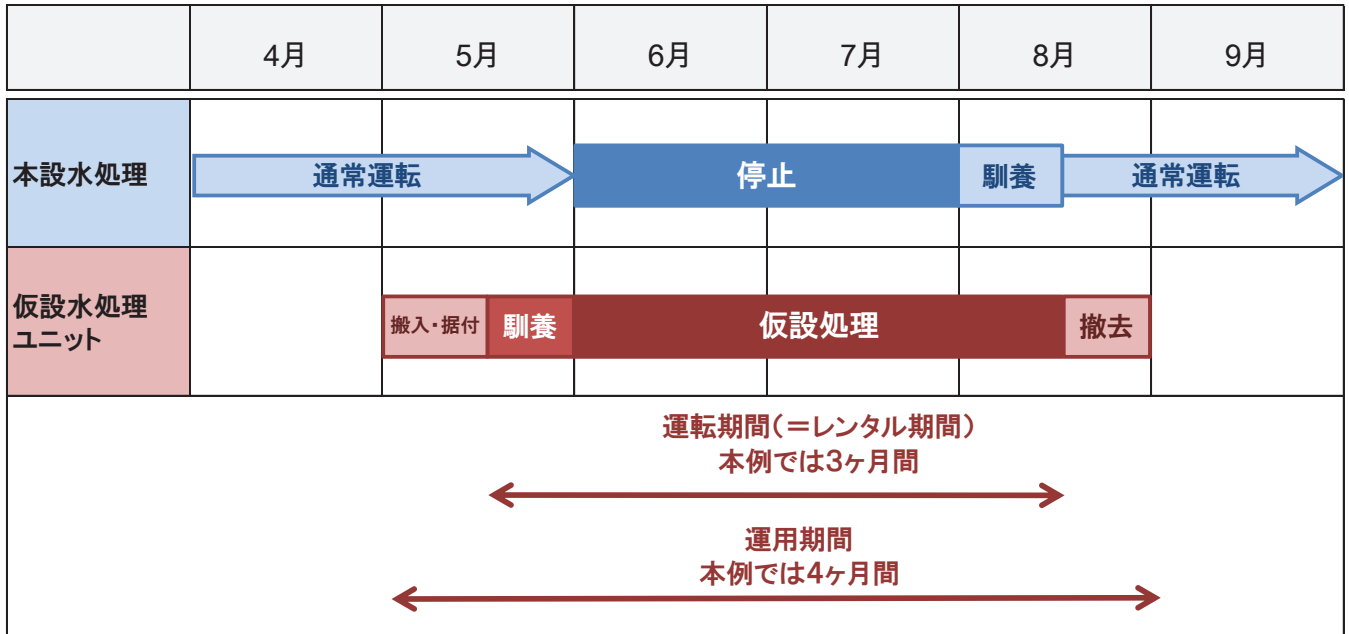 4月 5月 6月 7月 8月 9月
本設水処理 通常運転 停止 馴養 通常運転
仮設水処理
ユニット
搬入・据付 馴養 仮設処理 撤去
運転期間(=レンタル期間)
本例では3ヶ月間
運用期間
本例では4ヶ月間